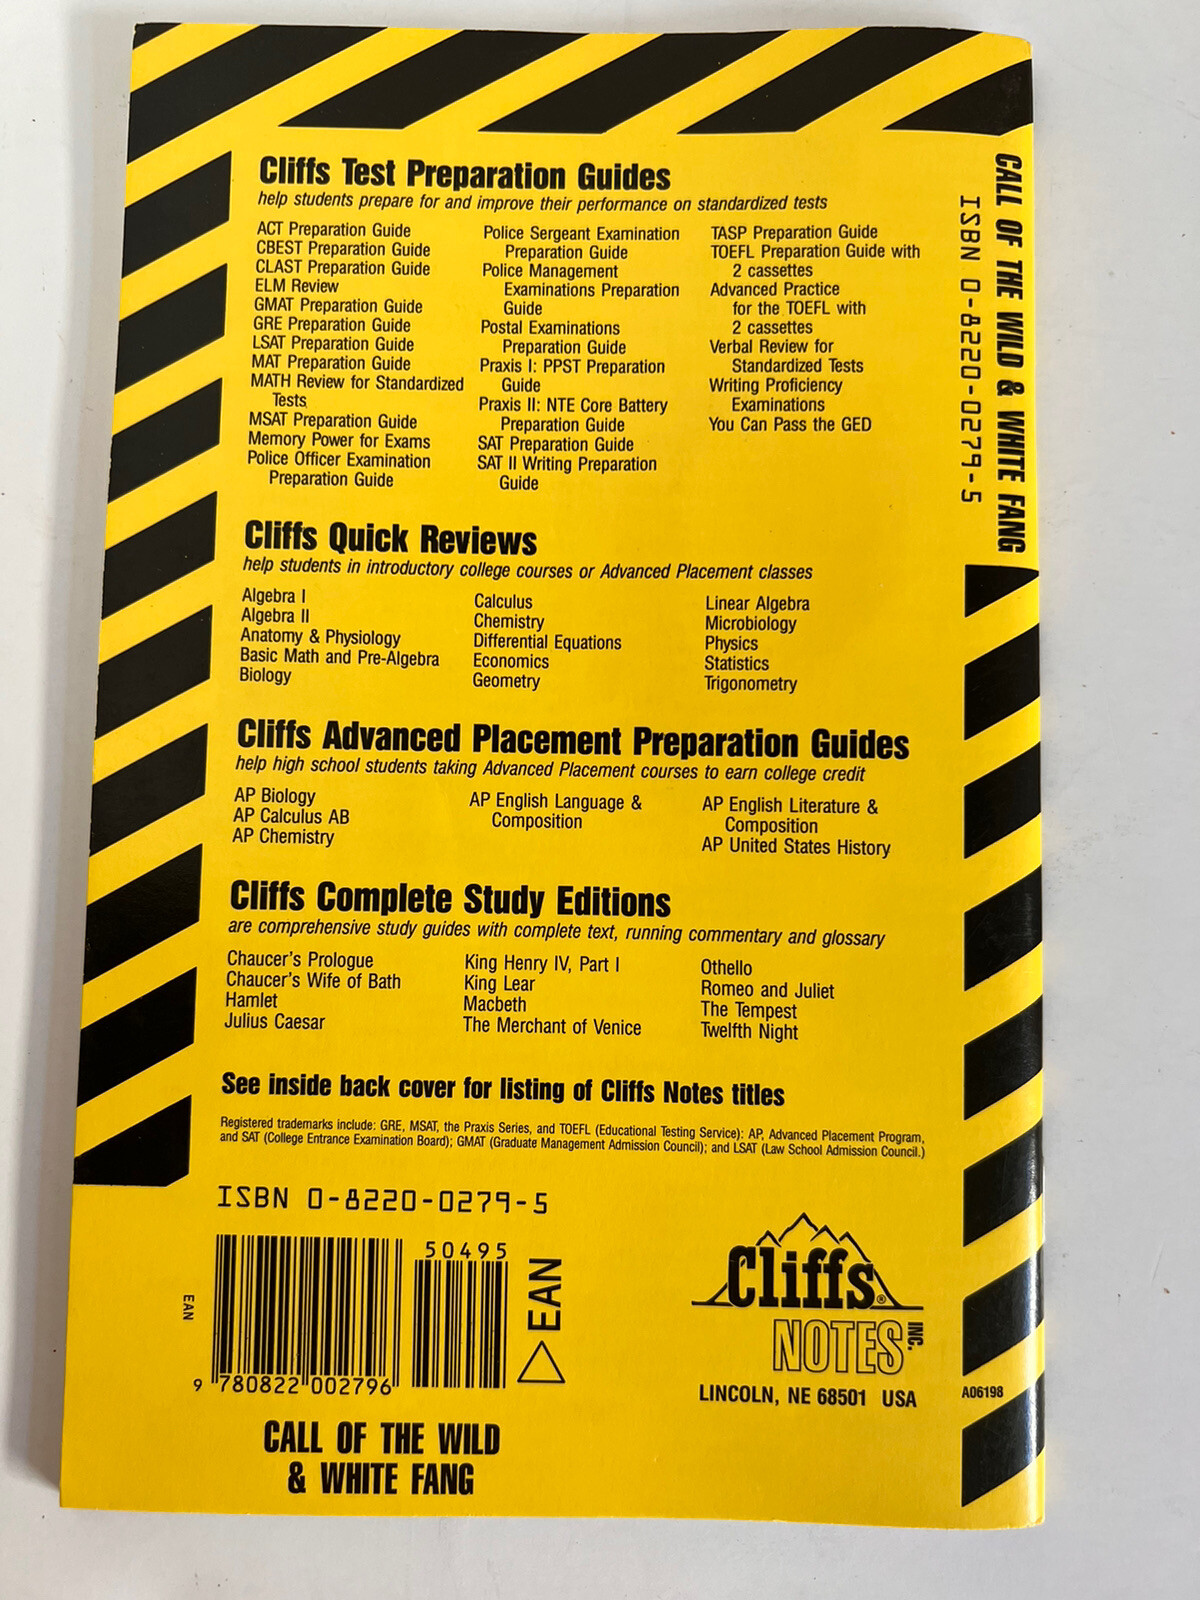 Cliffs Test Preparation Guides
help students prepare for and improve their performance on standardized tests
ACT Preparation Guide
CBEST Preparation Guide
CLAST Preparation Guide
ELM Review
GMAT Preparation Guide
GRE Preparation Guide
LSAT Preparation Guide
MAT Preparation Guide
MATH Review for Standardized
Tests
MSAT Preparation Guide
Memory Power for Exams
Police Officer Examination
Preparation Guide
Police Sergeant Examination
Preparation Guide
Police Management
Examinations Preparation
Guide
Postal Examinations
Preparation Guide
Praxis I: PPST Preparation
Guide
Praxis II: NTE Core Battery
Preparation Guide
SAT Preparation Guide
SAT II Writing Preparation
Guide
TASP Preparation Guide
TOEFL Preparation Guide with
2 cassettes
Advanced Practice
for the TOEFL with
2 cassettes
Verbal Review for
Standardized Tests
Writing Proficiency
Examinations
You Can Pass the GED
Cliffs Quick Reviews
help students in introductory college courses or Advanced Placement classes
Algebra I
Algebra II
Anatomy & Physiology
Basic Math and Pre-Algebra
Biology
Calculus
Chemistry
Differential Equations
Economics
Geometry
Linear Algebra
Microbiology
Physics
Statistics
Trigonometry
Cliffs Advanced Placement Preparation Guides
help high school students taking Advanced Placement courses to earn college credit
AP Biology
AP Calculus AB
AP Chemistry
AP English Language &
Composition
AP English Literature &
Composition
AP United States History
Cliffs Complete Study Editions
are comprehensive study guides with complete text, running commentary and glossary
Chaucer's Prologue
Chaucer's Wife of Bath
Hamlet
Julius Caesar
King Henry IV, Part I
King Lear
Macbeth
The Merchant of Venice
Othello
Romeo and Juliet
The Tempest
Twelfth Night
See inside back cover for listing of Cliffs Notes titles
Registered trademarks include: GRE, MSAT, the Praxis Series, and TOEFL (Educational Testing Service): AP, Advanced Placement Program,
and SAT (College Entrance Examination Board); GMAT (Graduate Management Admission Council); and LSAT (Law School Admission Council.)
ISBN 0-8220-0279-5
50495
EAN
EAN
9 780822 002796
CALL OF THE WILD
& WHITE FANG
Cliffs®
NOTES INC.
LINCOLN, NE 68501 USA
A06198
CALL OF THE WILD & WHITE FANG
ISBN 0-8220-0279-5